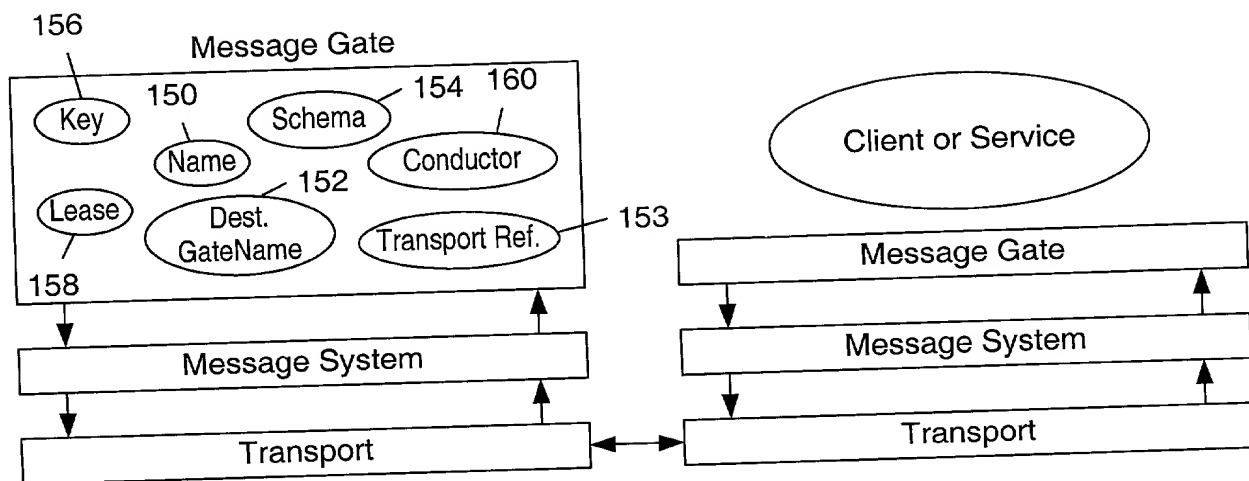 156
Message Gate
150
154
160
Key
Schema
Name
Conductor
Client or Service
152
Lease
Dest.
GateName
Transport Ref.
153
158
Message Gate
Message System
Message System
Transport
Transport